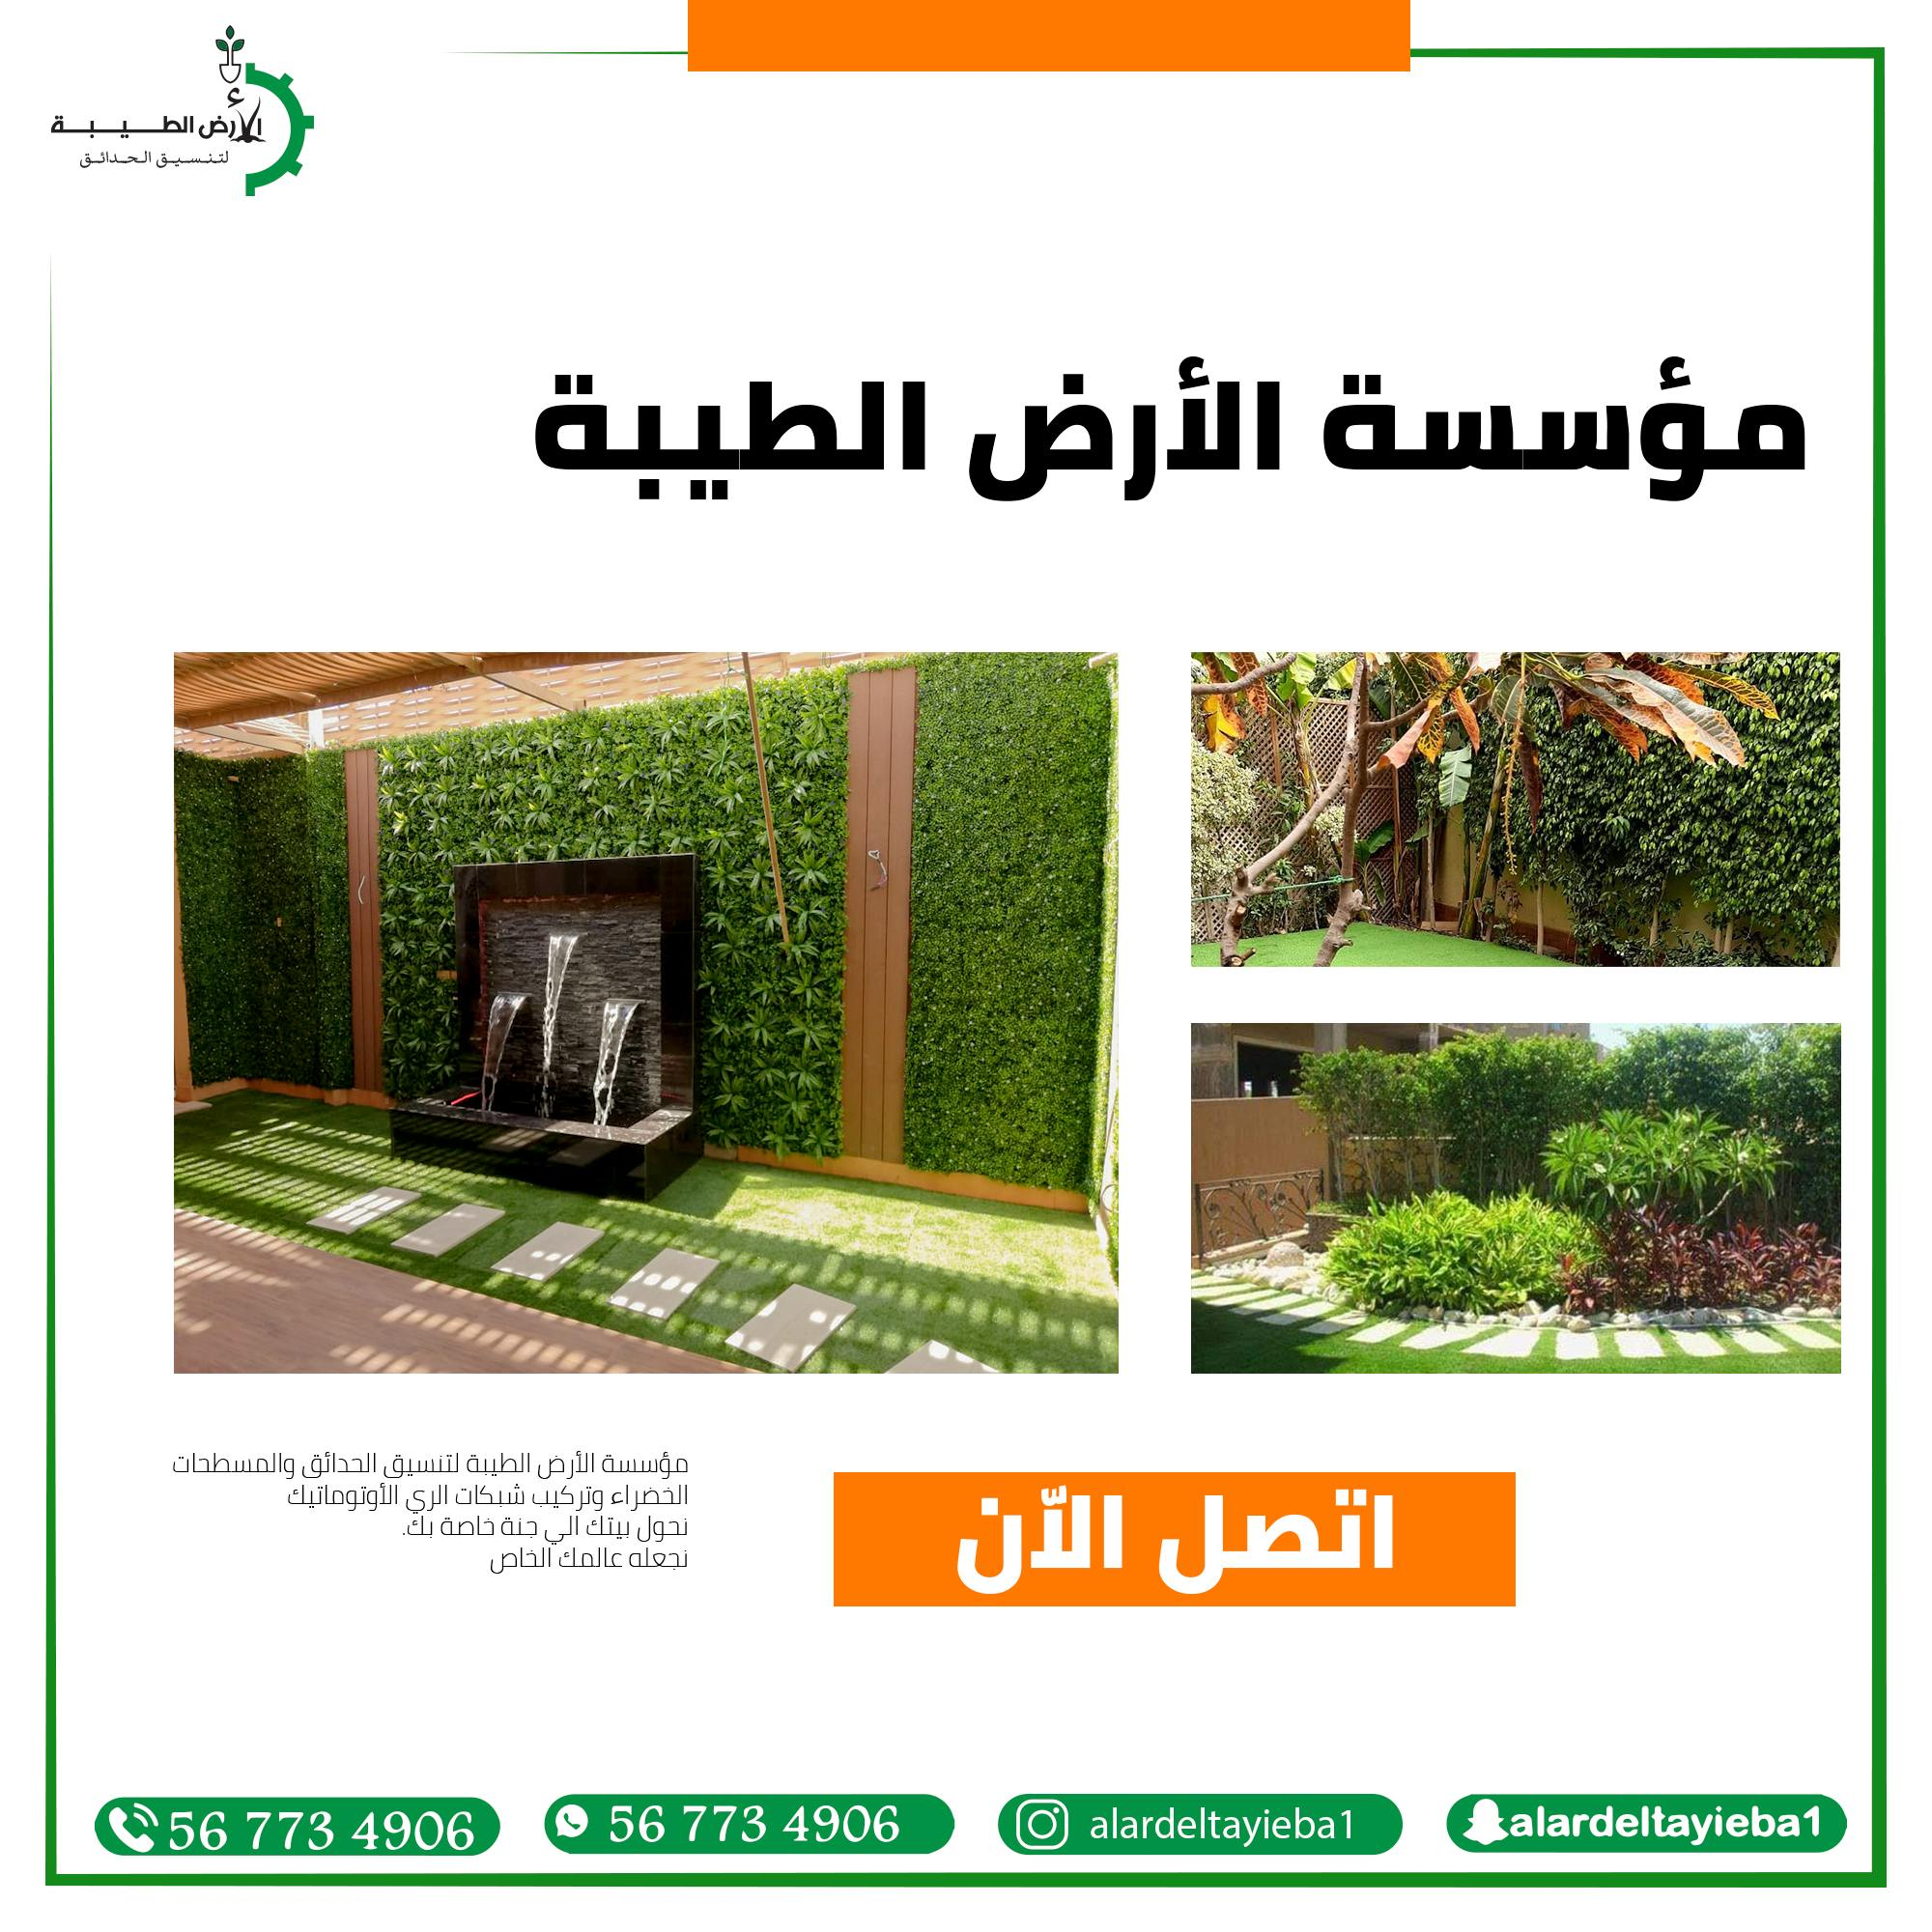 الأرض الطيبة
لتنسيق الحدائق
مؤسسة الأرض الطيبة
مؤسسة الأرض الطيبة لتنسيق الحدائق والمسطحات
الخضراء وتركيب شبكات الري الأوتوماتيك
نحول بيتك الي جنة خاصة بك.
نجعله عالمك الخاص
اتصل الآّن
56 773 4906
56 773 4906
alardeltayieba1
alardeltayieba1